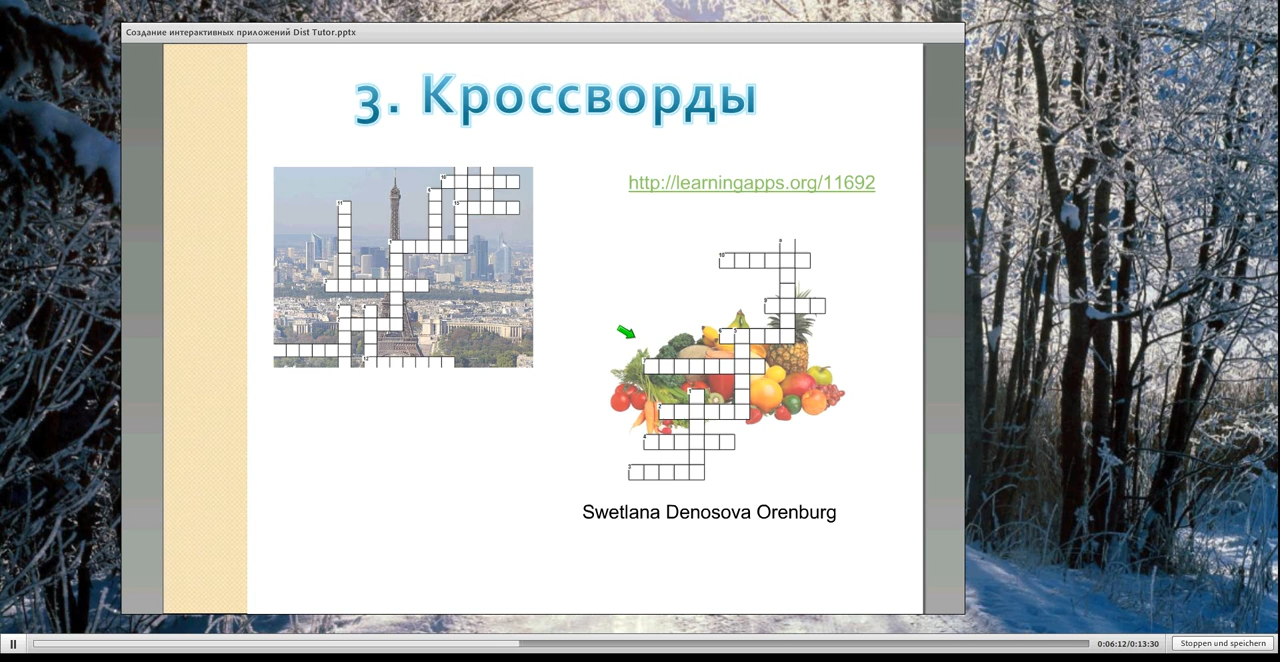 Создание интерактивных приложений Dist Tutor.pptx
3. Кроссворды
http://learningapps.org/11692
Swetlana Denosova Orenburg
0:06:12/0:13:30
Stoppen und speichern